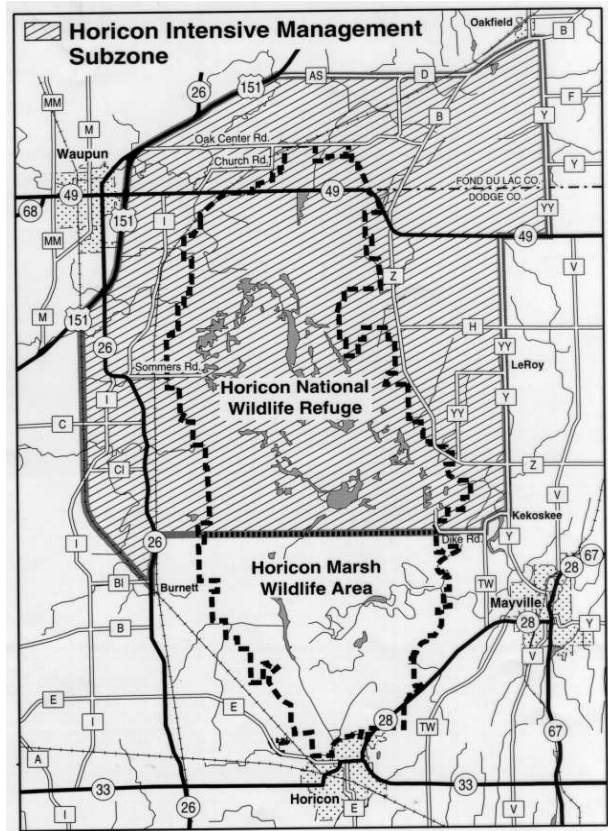 Horicon Intensive Management
Subzone
Oakfield
B
26
151
AS
D
MM
M
F
B
Y
Oak Center Rd.
Waupun
Church Rd.
Y
49
49
FOND DU LAC CO.
DODGE CO.
68
151
I
YY
MM
49
Z
V
151
M
H
26
YY
Sommers Rd.
LeRoy
Horicon National
Wildlife Refuge
I
Y
C
YY
CI
Z
V
Kekoskee
I
26
Dike Rd.
Y
67
Horicon Marsh
Wildlife Area
28
BI
Burnett
TW
Mayville
28
Y
B
V
E
I
E
28
TW
67
A
33
33
Horicon
I
26
E
V